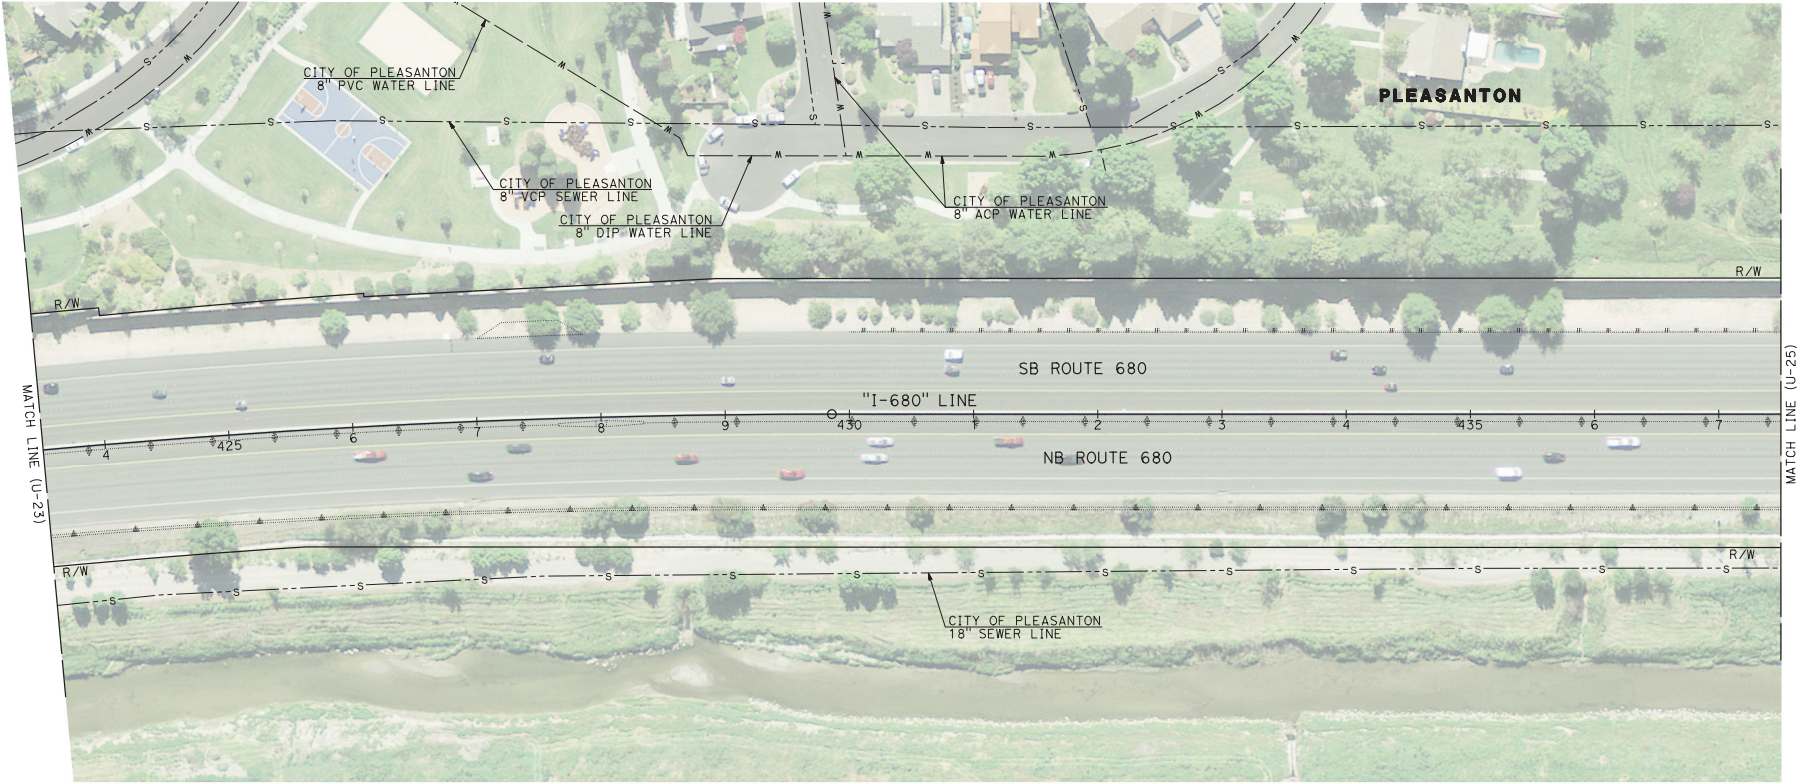 CITY OF PLEASANTON
8" PVC WATER LINE
PLEASANTON
CITY OF PLEASANTON
8" VCP SEWER LINE
CITY OF PLEASANTON
8" DIP WATER LINE
CITY OF PLEASANTON
8" ACP WATER LINE
R/W
R/W
SB ROUTE 680
"I-680" LINE
4
425
6
7
8
9
430
1
2
3
4
435
6
7
NB ROUTE 680
MATCH LINE (U-23)
MATCH LINE (U-25)
R/W
R/W
CITY OF PLEASANTON
18" SEWER LINE
S S S S S S S S S S S S S S
W W W W W W W W
S S S S S S S S S S S S S S